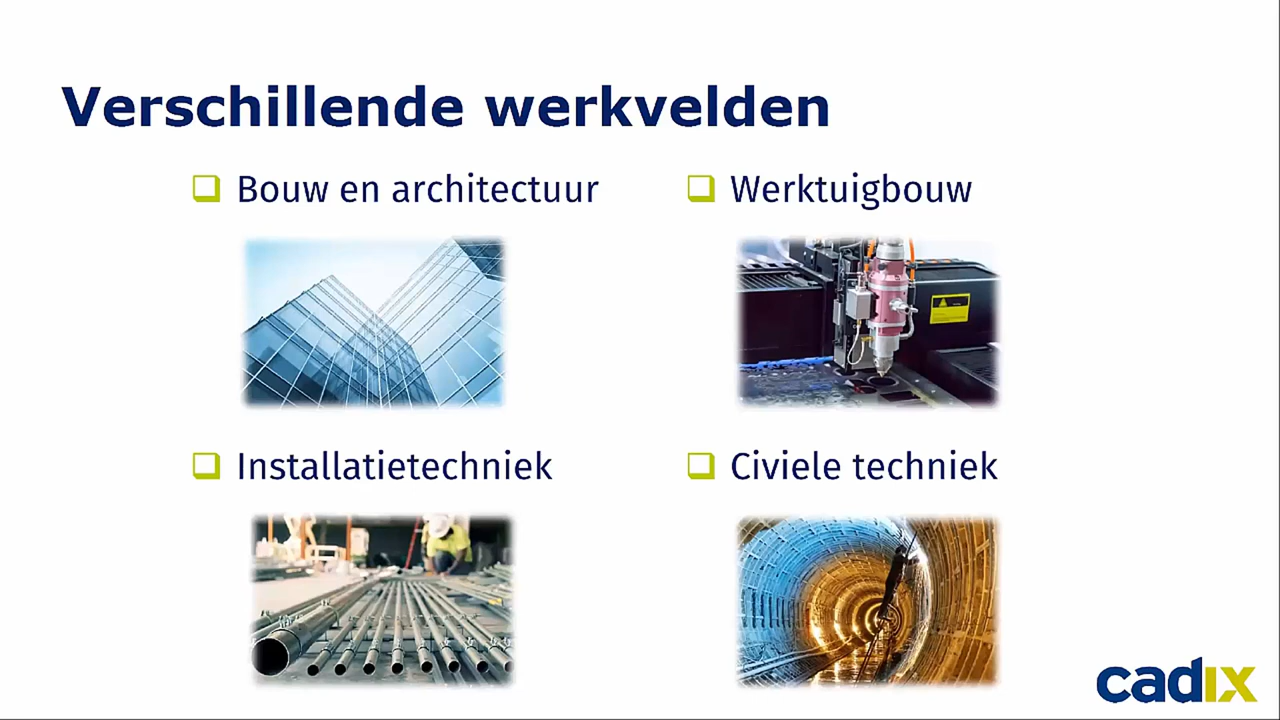 Verschillende werkvelden
Bouw en architectuur
Werktuigbouw
Installatietechniek
Civiele techniek
cadix